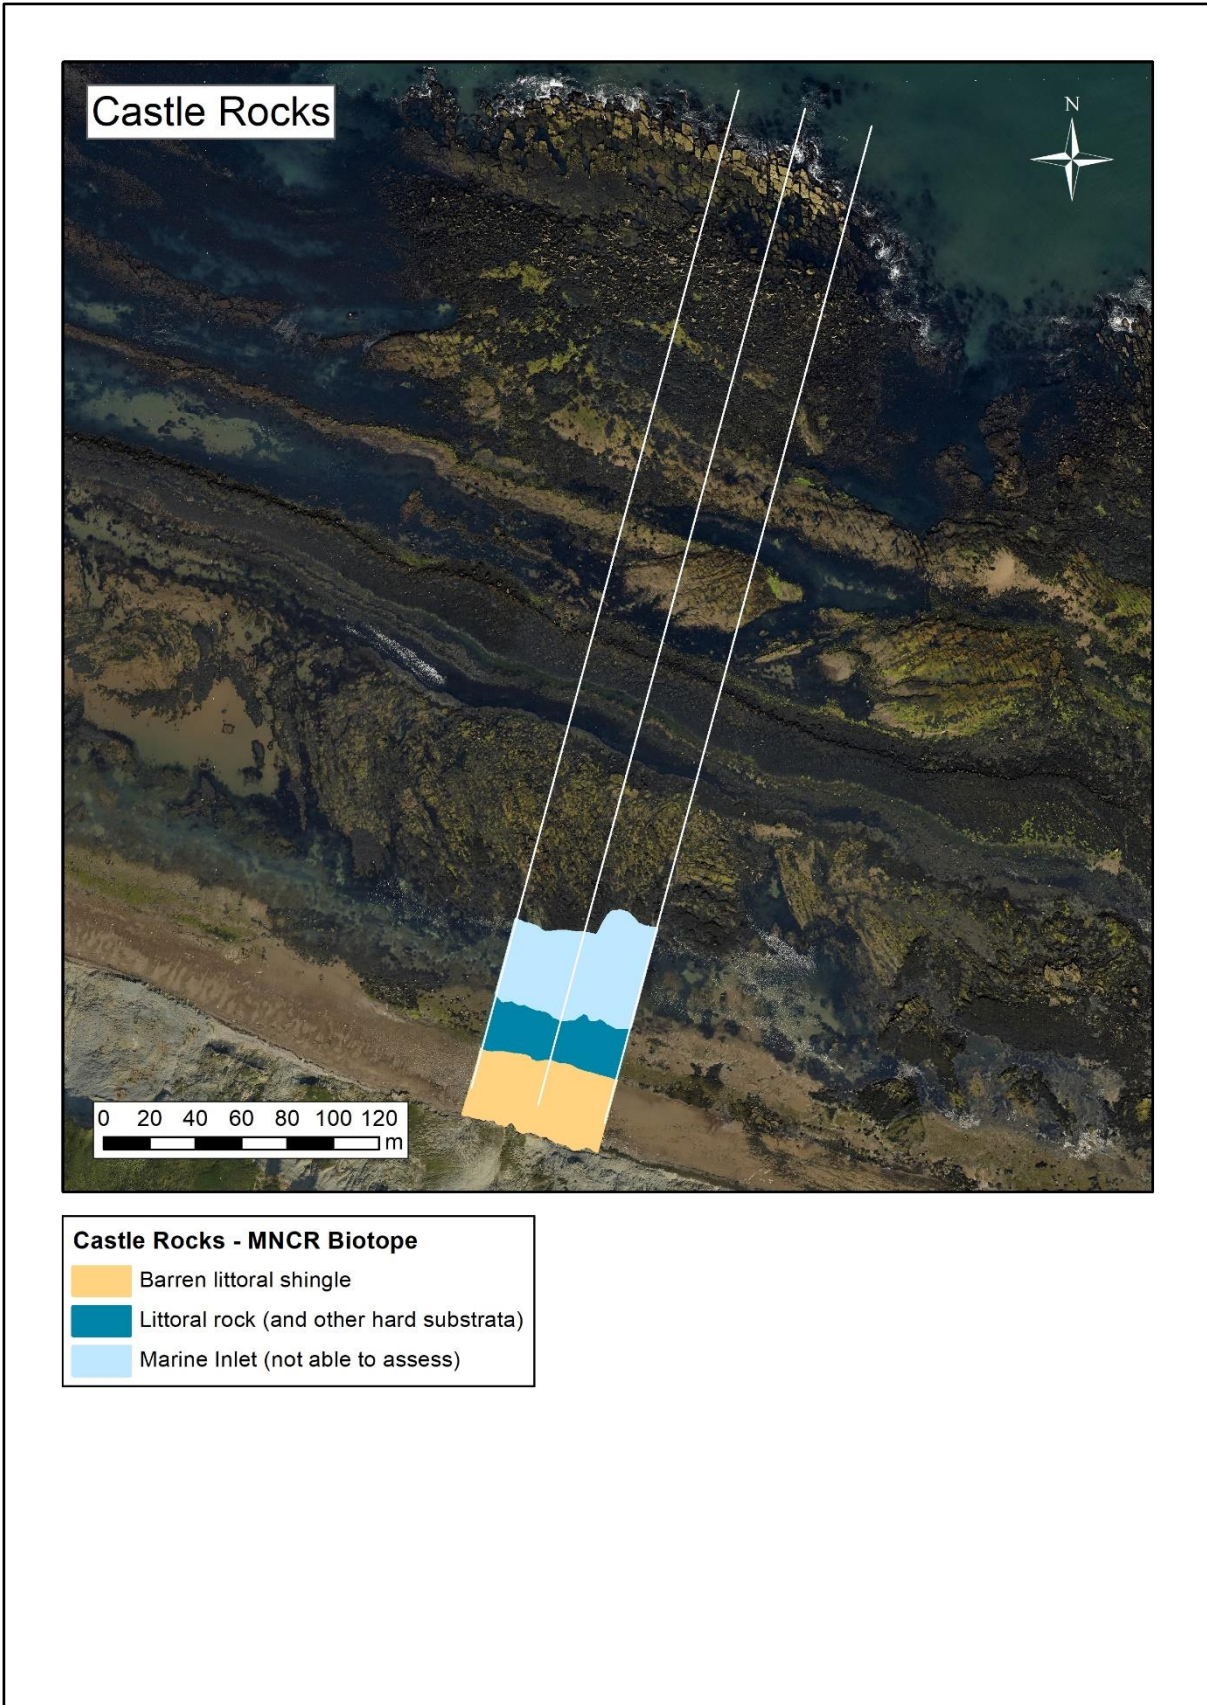 Castle Rocks
N
0 20 40 60 80 100 120
m
Castle Rocks - MNCR Biotope
Barren littoral shingle
Littoral rock (and other hard substrata)
Marine Inlet (not able to assess)